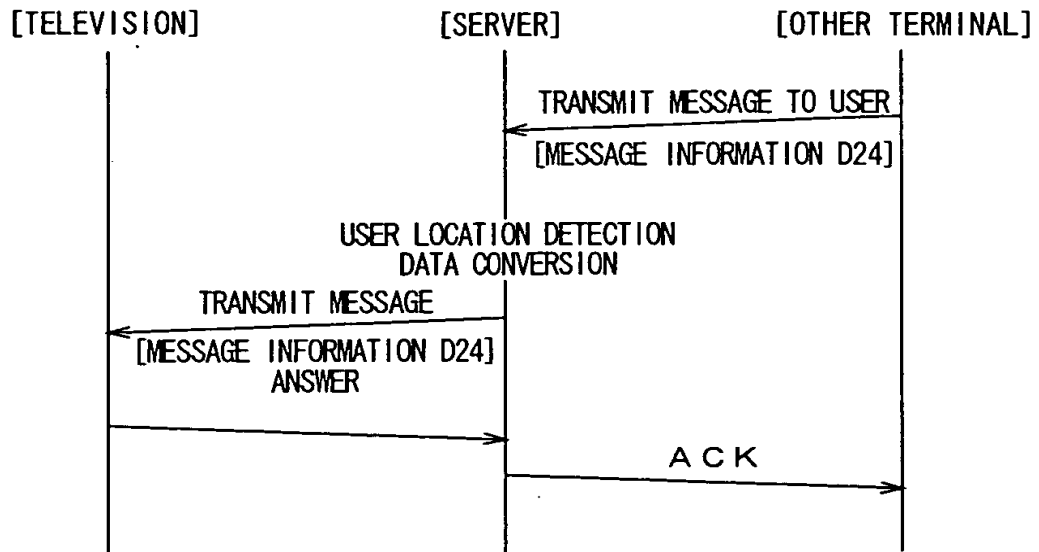 [TELEVISION] [SERVER] [OTHER TERMINAL]
TRANSMIT MESSAGE TO USER
[MESSAGE INFORMATION D24]
USER LOCATION DETECTION
DATA CONVERSION
TRANSMIT MESSAGE
[MESSAGE INFORMATION D24]
ANSWER
ACK